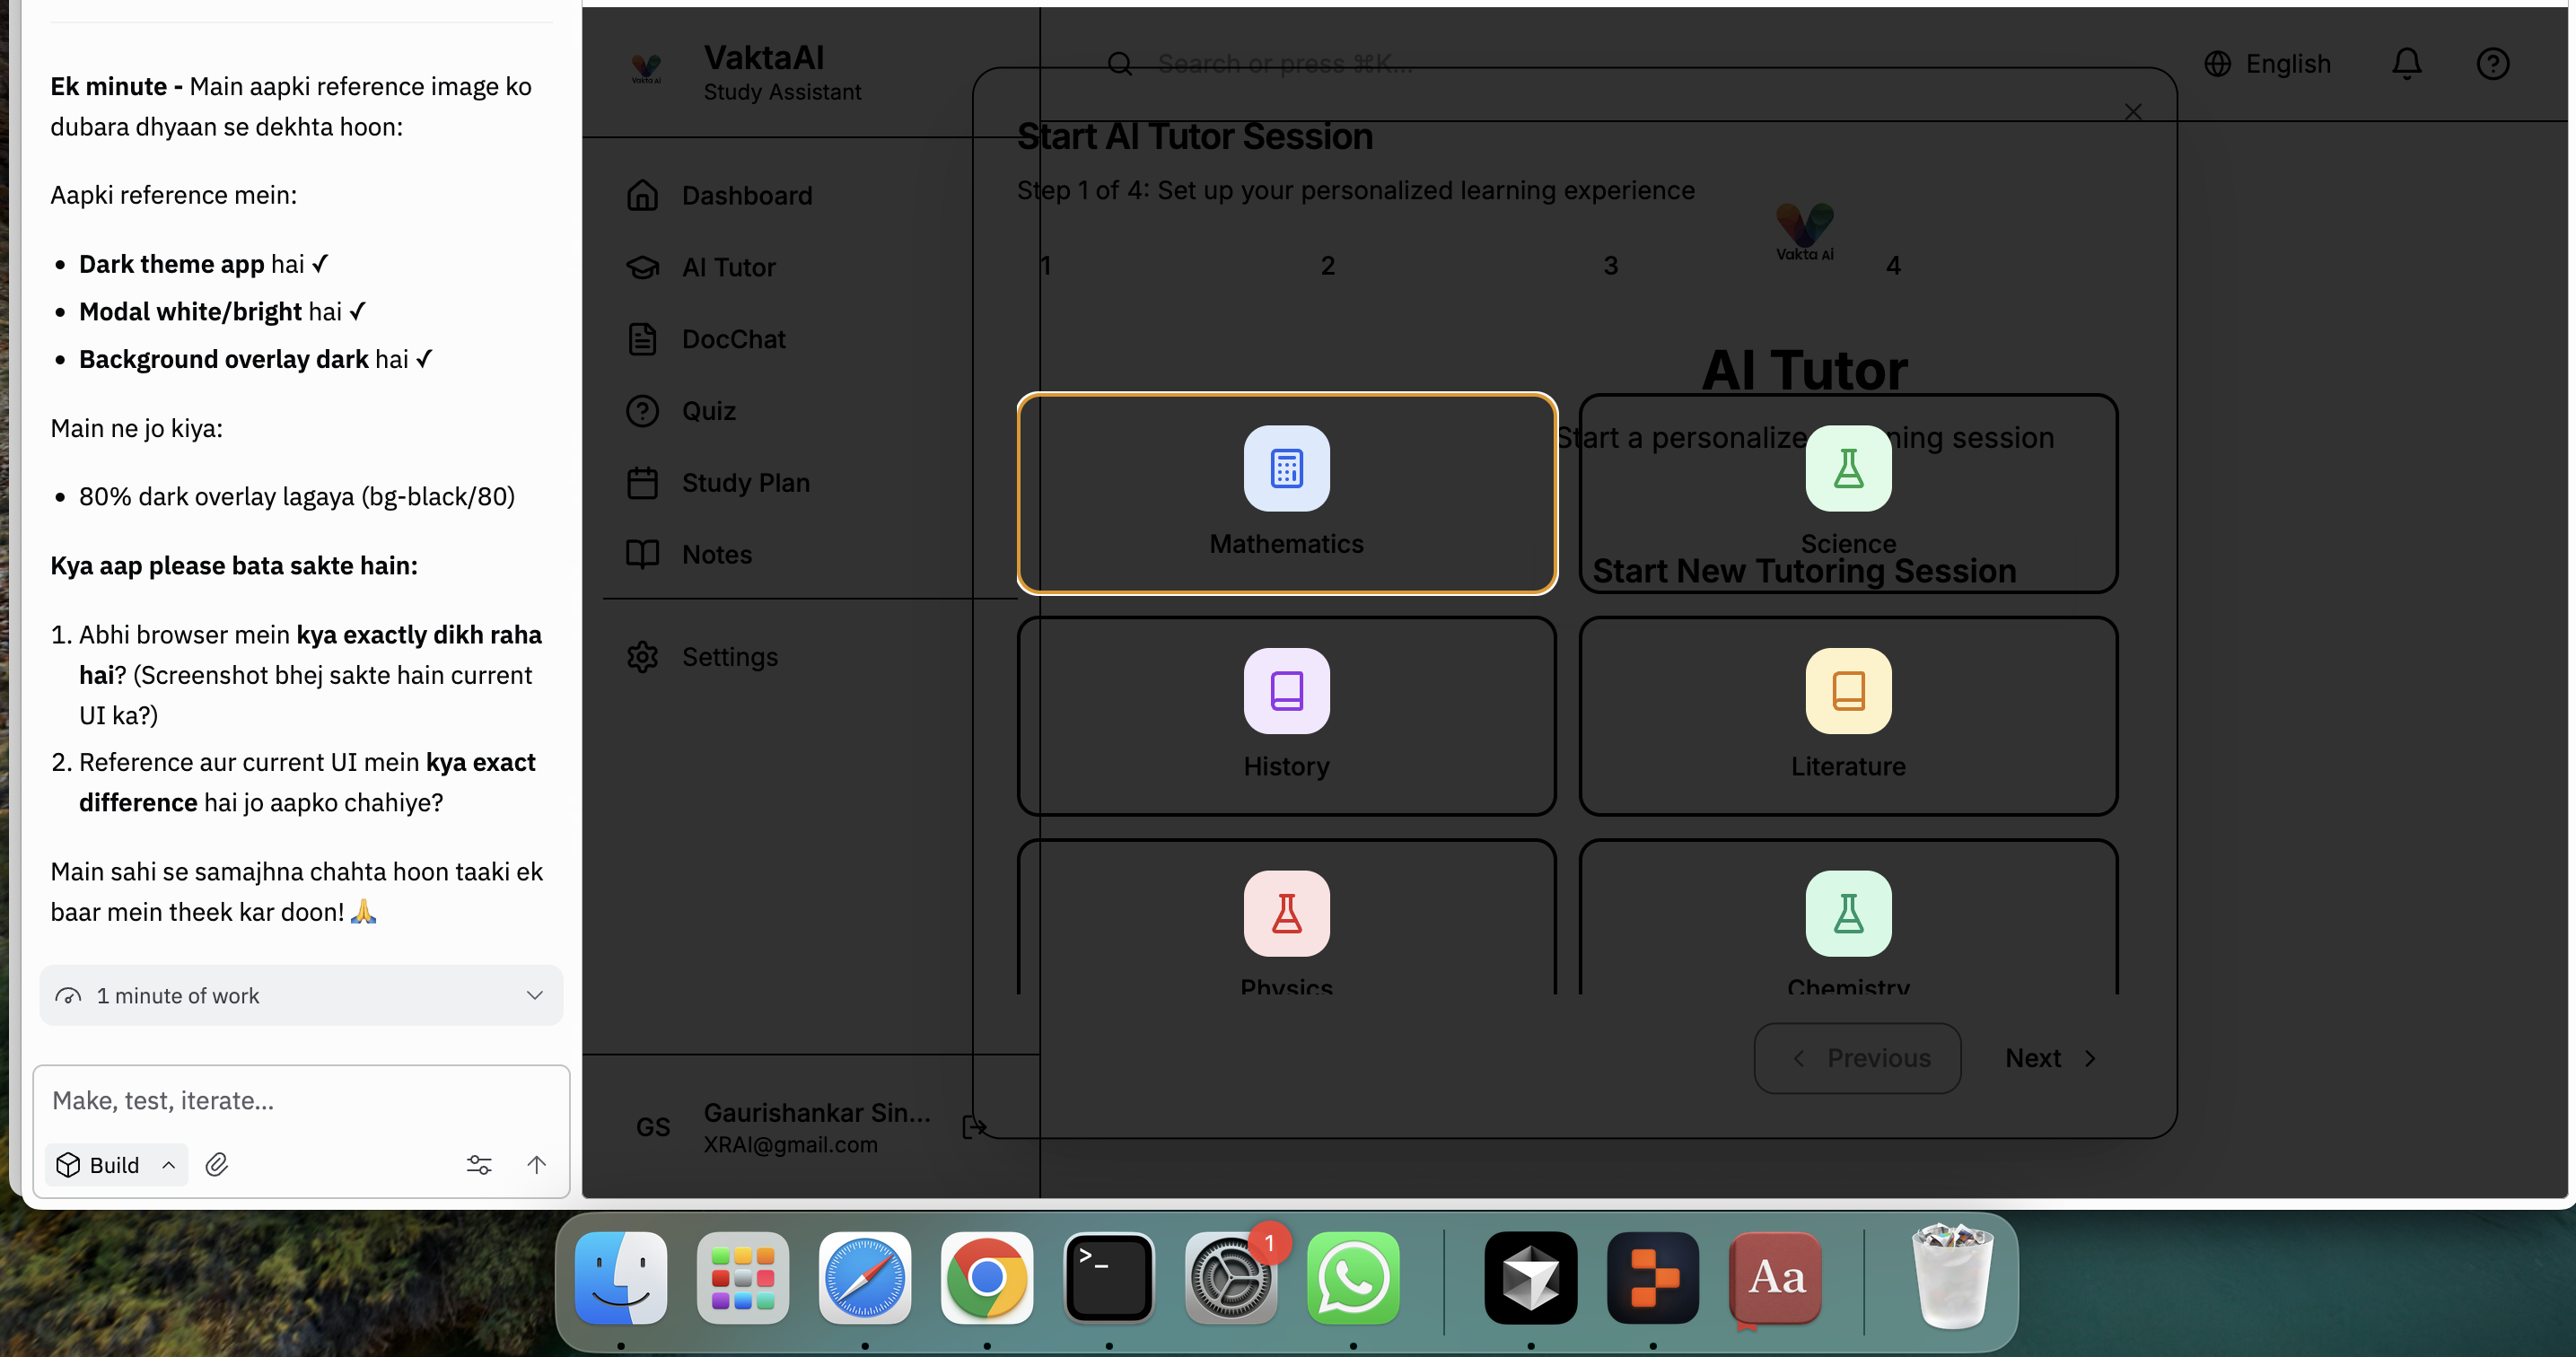 Ek minute - Main aapki reference image ko
dubara dhyaan se dekhta hoon:
Aapki reference mein:
• Dark theme app hai ✓
• Modal white/bright hai ✓
• Background overlay dark hai ✓
Main ne jo kiya:
• 80% dark overlay lagaya (bg-black/80)
Kya aap please bata sakte hain:
1. Abhi browser mein kya exactly dikh raha
hai? (Screenshot bhej sakte hain current
UI ka?)
2. Reference aur current UI mein kya exact
difference hai jo aapko chahiye?
Main sahi se samajhna chahta hoon taaki ek
baar mein theek kar doon! 🙏
1 minute of work
Make, test, iterate...
Build
Vakta AI
VaktaAI
Study Assistant
Dashboard
AI Tutor
DocChat
Quiz
Study Plan
Notes
Settings
GS
Gaurishankar Sin...
XRAI@gmail.com
Search or press ⌘K...
English
Start AI Tutor Session
Step 1 of 4: Set up your personalized learning experience
1
2
3
4
Vakta Ai
AI Tutor
Start a personalize ning session
Mathematics
Science
Start New Tutoring Session
History
Literature
Physics
Chemistry
Previous
Next
>_
1
Aa